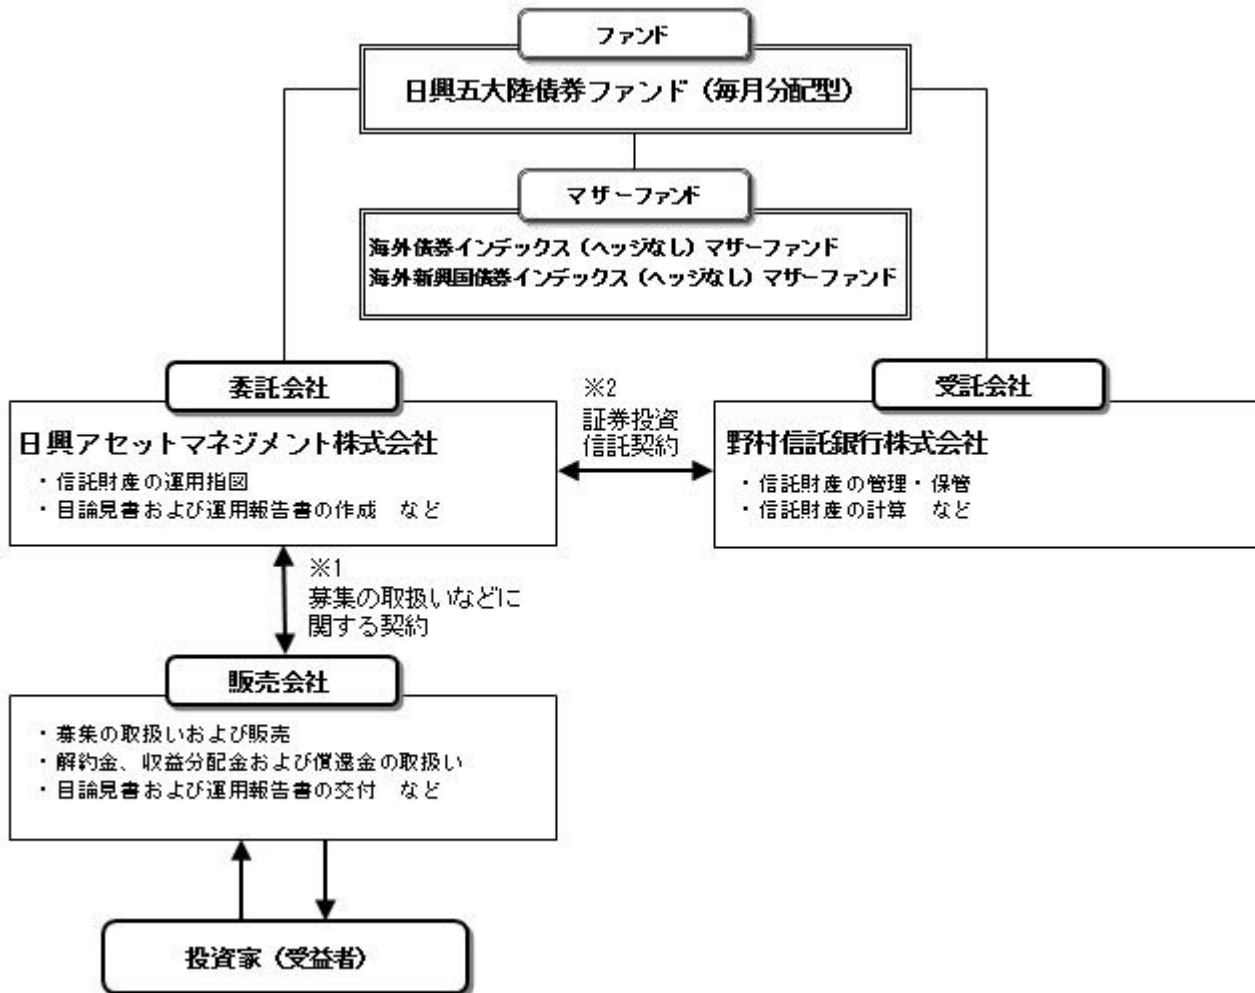 ファンド
日興五大陸債券ファンド（毎月分配型）
マザーファンド
海外債券インデックス（ヘッジなし）マザーファンド
海外新興国債券インデックス（ヘッジなし）マザーファンド
委託会社
日興アセットマネジメント株式会社
・信託財産の運用指図
・目論見書および運用報告書の作成　など
※2
証券投資
信託契約
受託会社
野村信託銀行株式会社
・信託財産の管理・保管
・信託財産の計算　など
※1
募集の取扱いなどに
関する契約
販売会社
・募集の取扱いおよび販売
・解約金、収益分配金および償還金の取扱い
・目論見書および運用報告書の交付　など
投資家（受益者）